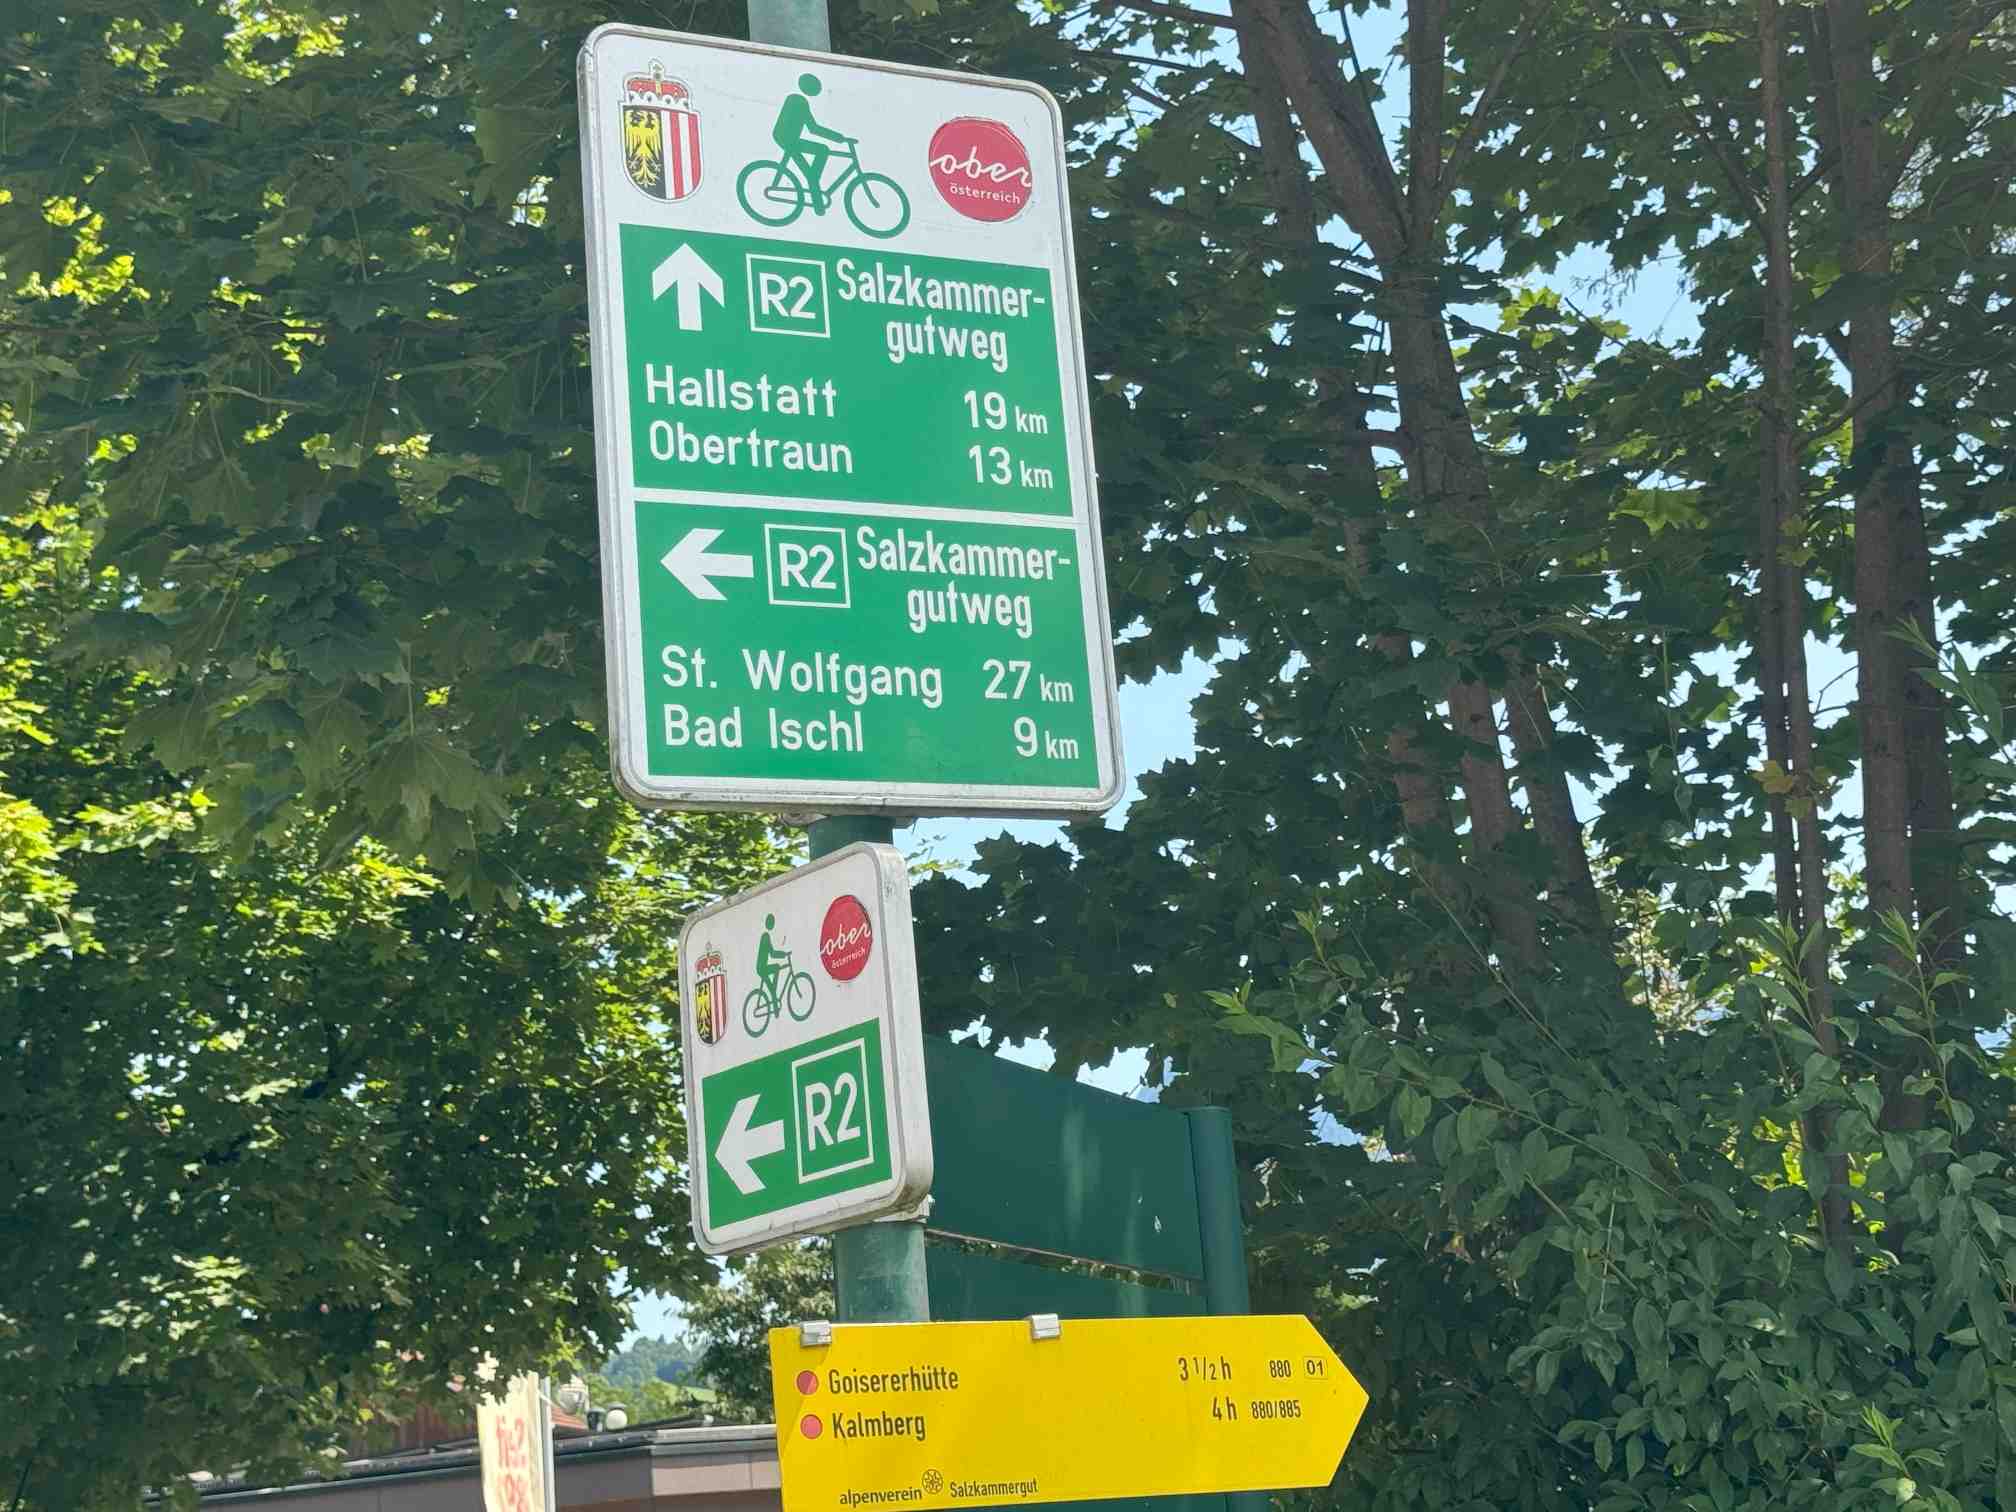 ober
österreich
R2 Salzkammer-
gutweg
Hallstatt 19 km
Obertraun 13 km
R2 Salzkammer-
gutweg
St. Wolfgang 27 km
Bad Ischl 9 km
ober
österreich
R2
Goisererhütte 3 1/2 h 880 01
Kalmberg 4 h 880/885
alpenverein Salzkammergut